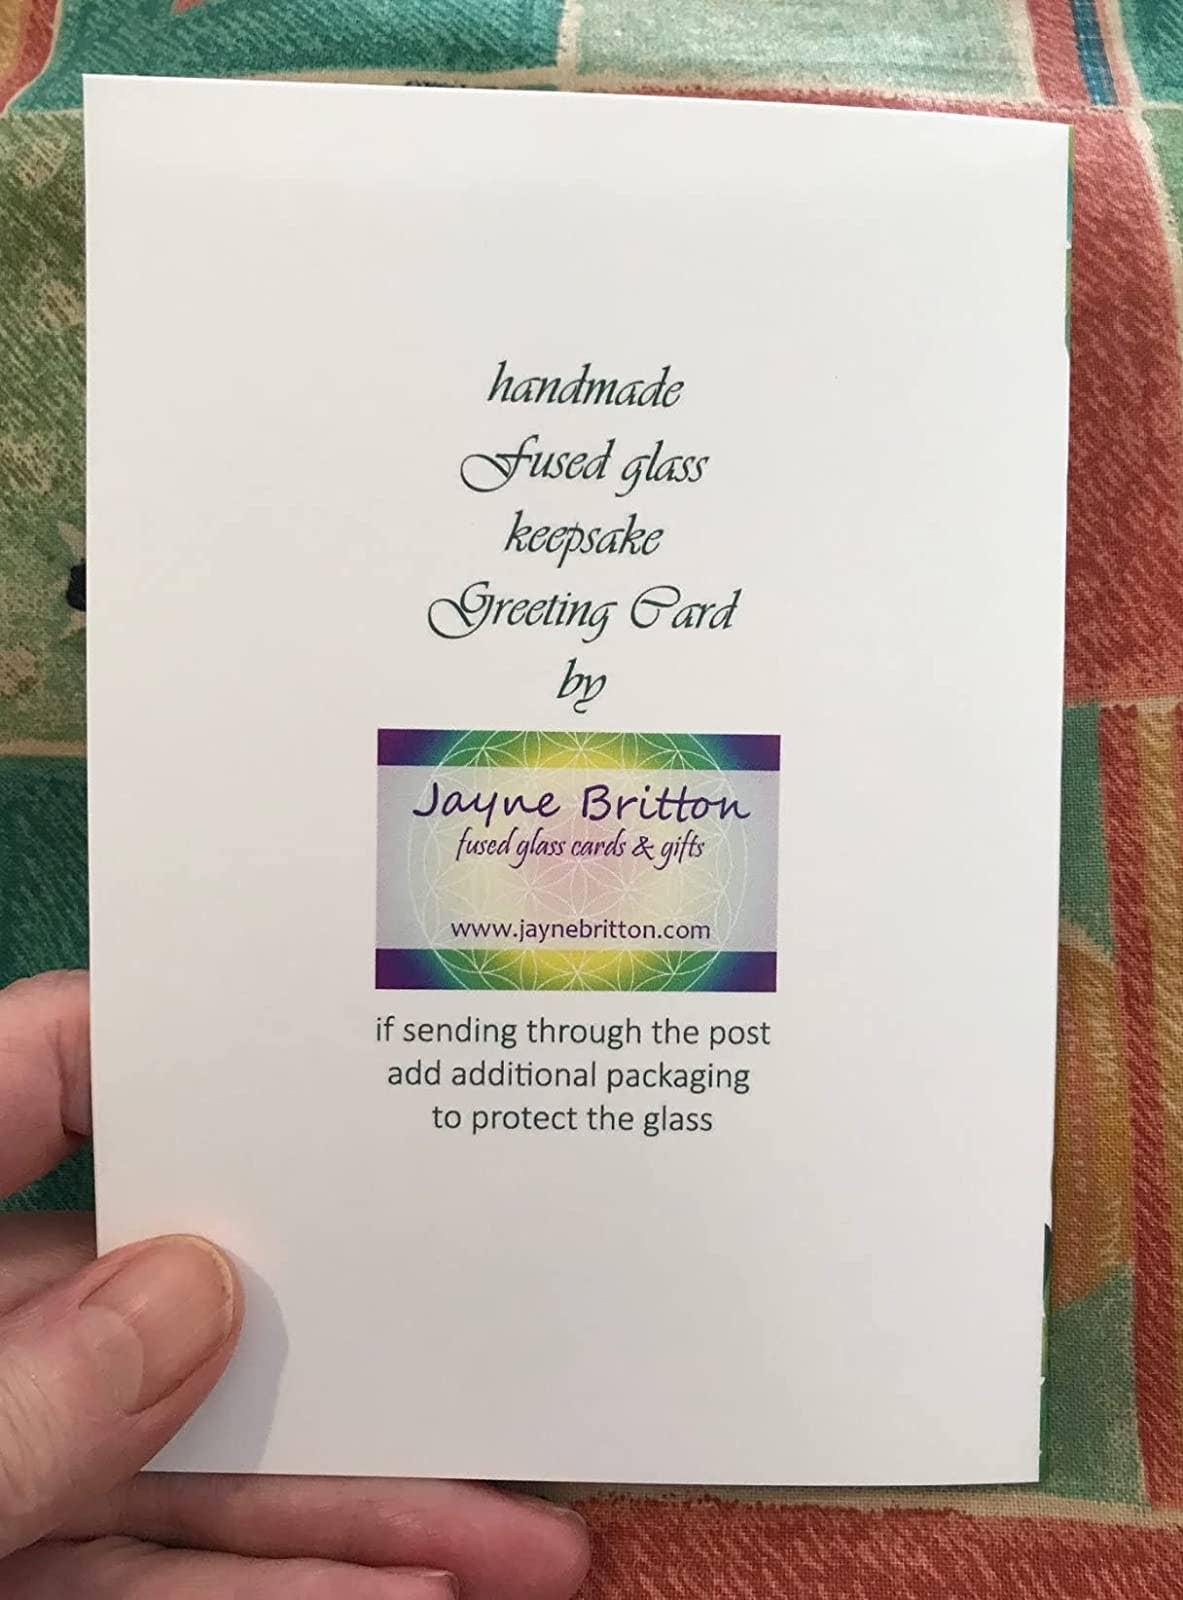 handmade
Fused glass
keepsake
Greeting Card
by
Jayne Britton
fused glass cards & gifts
www.jaynebritton.com
if sending through the post
add additional packaging
to protect the glass